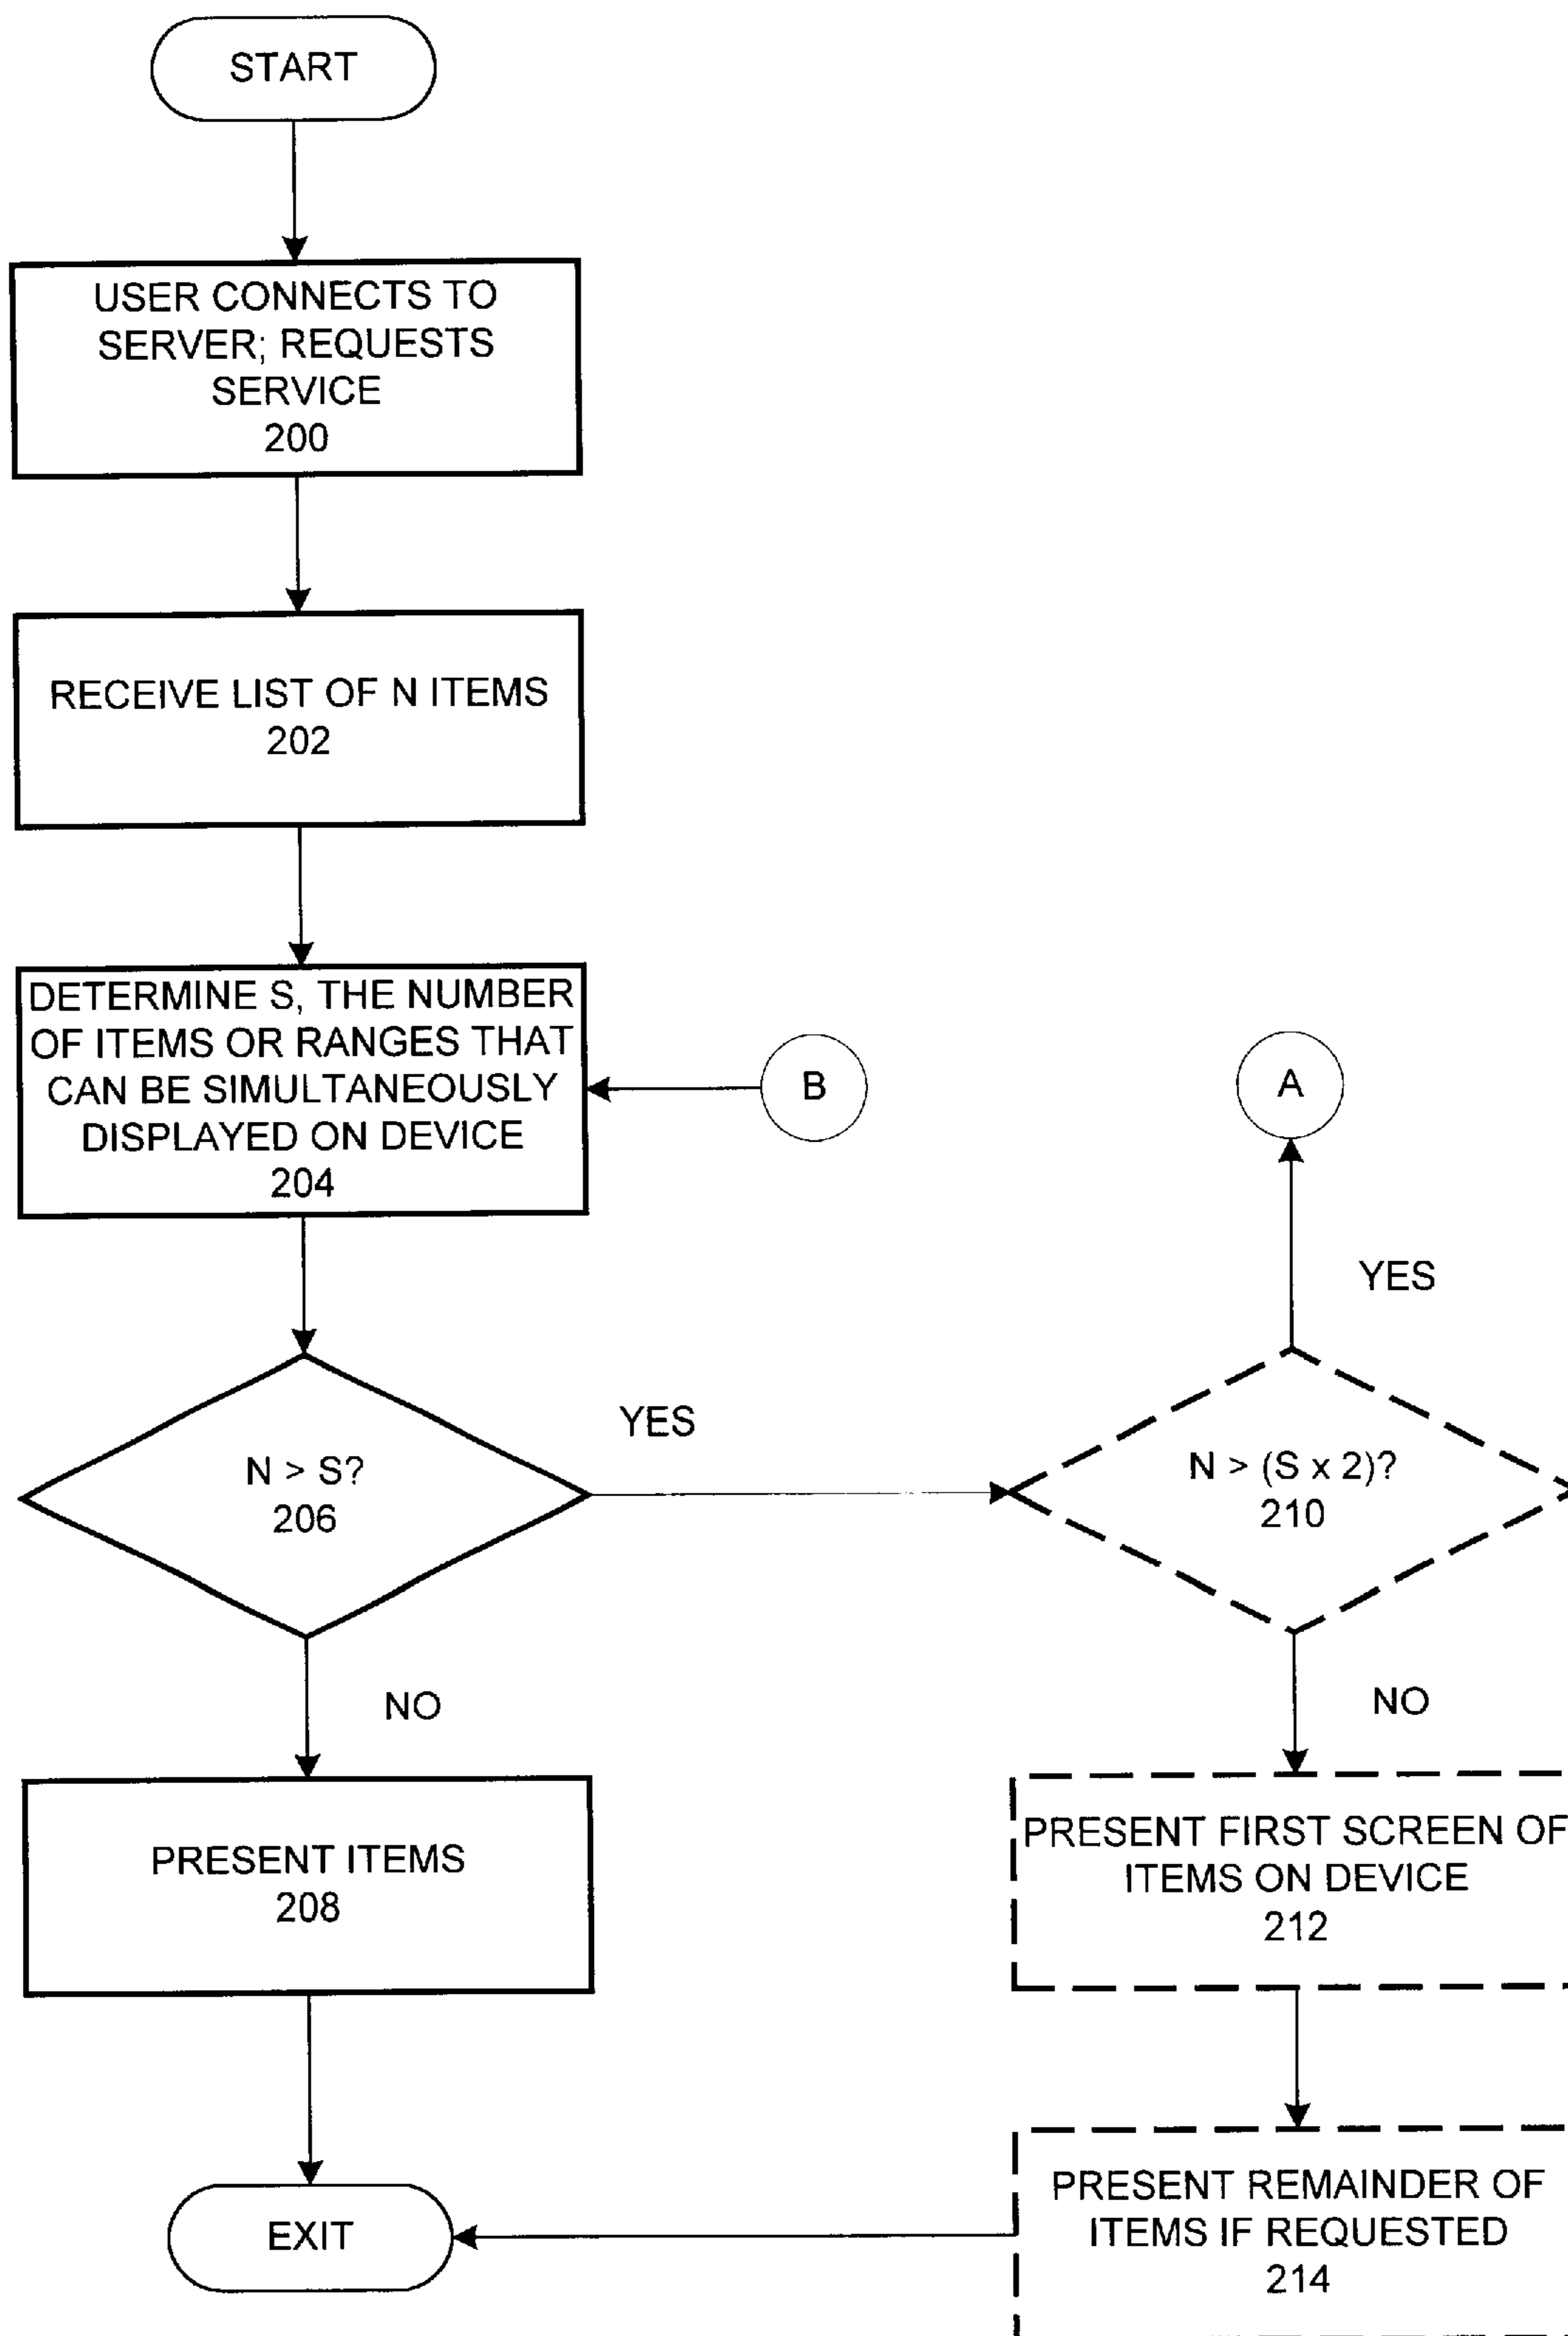 START
USER CONNECTS TO
SERVER; REQUESTS
SERVICE
200
RECEIVE LIST OF N ITEMS
202
DETERMINE S, THE NUMBER
OF ITEMS OR RANGES THAT
CAN BE SIMULTANEOUSLY
DISPLAYED ON DEVICE
204
B
A
YES
N > S?
206
YES
N > (S x 2)?
210
NO
NO
PRESENT ITEMS
208
PRESENT FIRST SCREEN OF
ITEMS ON DEVICE
212
PRESENT REMAINDER OF
ITEMS IF REQUESTED
214
EXIT